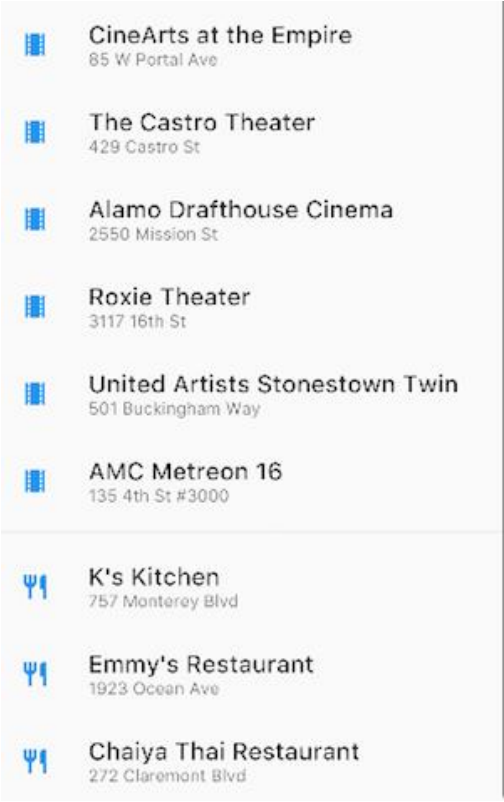 CineArts at the Empire
85 W Portal Ave
The Castro Theater
429 Castro St
Alamo Drafthouse Cinema
2550 Mission St
Roxie Theater
3117 16th St
United Artists Stonestown Twin
501 Buckingham Way
AMC Metreon 16
135 4th St #3000
K's Kitchen
757 Monterey Blvd
Emmy's Restaurant
1923 Ocean Ave
Chaiya Thai Restaurant
272 Claremont Blvd